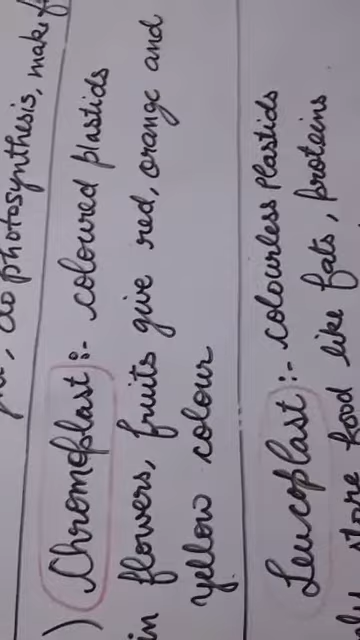 do photosynthesis, make
) Chromoplast :- coloured plastids
in flowers, fruits give red, orange and
yellow colour
Leucoplast :- colourless Plastids
store food like fats, proteins